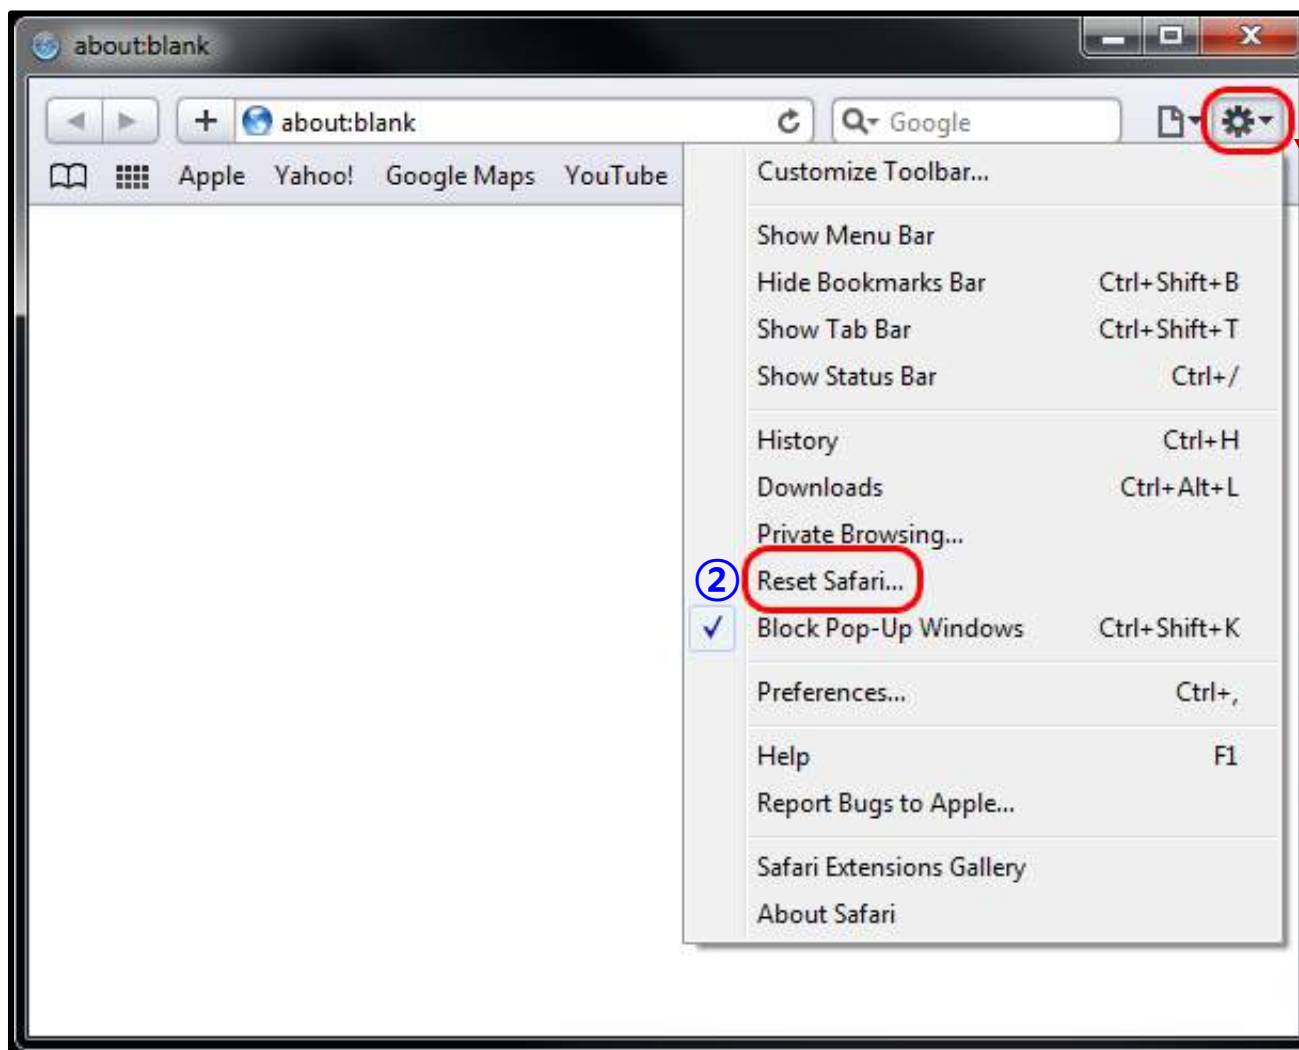 about:blank
about:blank
Google
Apple Yahoo! Google Maps YouTube
Customize Toolbar...
Show Menu Bar
Hide Bookmarks Bar Ctrl+Shift+B
Show Tab Bar Ctrl+Shift+T
Show Status Bar Ctrl+/
History Ctrl+H
Downloads Ctrl+Alt+L
Private Browsing...
② Reset Safari...
Block Pop-Up Windows Ctrl+Shift+K
Preferences... Ctrl+,
Help F1
Report Bugs to Apple...
Safari Extensions Gallery
About Safari